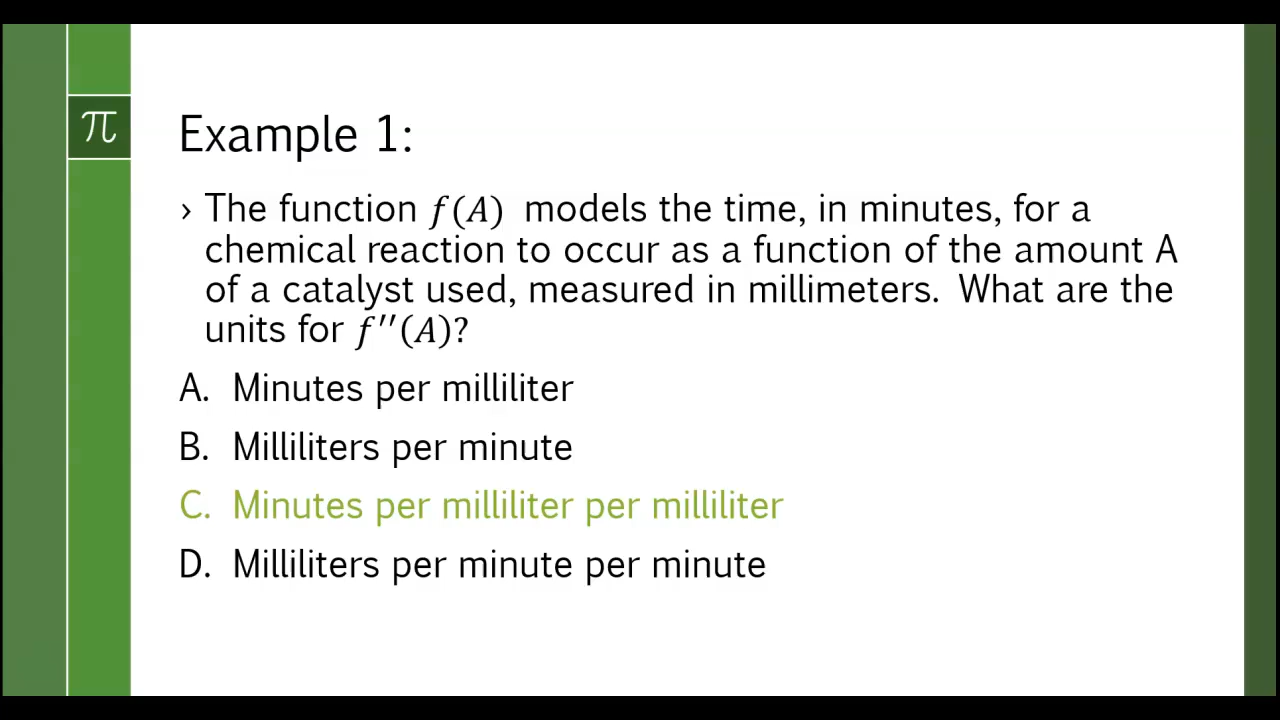 π
Example 1:
› The function f(A) models the time, in minutes, for a
chemical reaction to occur as a function of the amount A
of a catalyst used, measured in millimeters. What are the
units for f′′(A)?
A. Minutes per milliliter
B. Milliliters per minute
C. Minutes per milliliter per milliliter
D. Milliliters per minute per minute